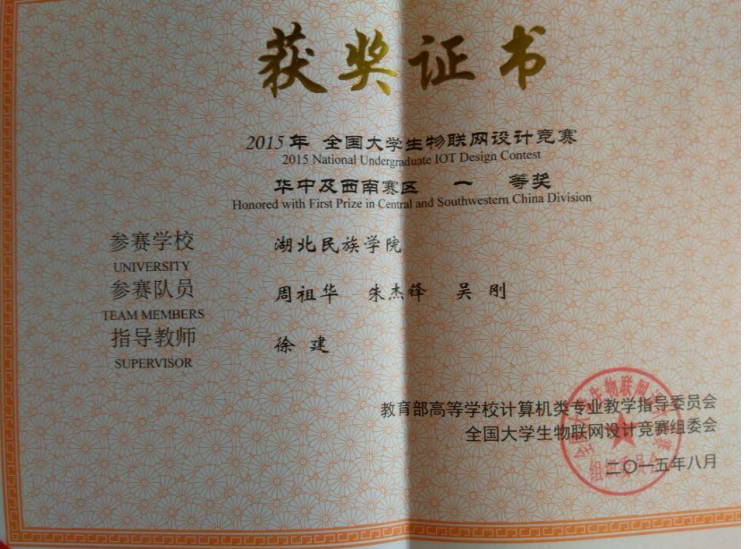 获奖证书
2015年 全国大学生物联网设计竞赛
2015 National Undergraduate IOT Design Contest
华中及西南赛区 一 等奖
Honored with First Prize in Central and Southwestern China Division
参赛学校 湖北民族学院
UNIVERSITY
参赛队员 周祖华 朱杰锋 吴 刚
TEAM MEMBERS
指导教师 徐 建
SUPERVISOR
教育部高等学校计算机类专业教学指导委员会
全国大学生物联网设计竞赛组委会
二〇一五年八月